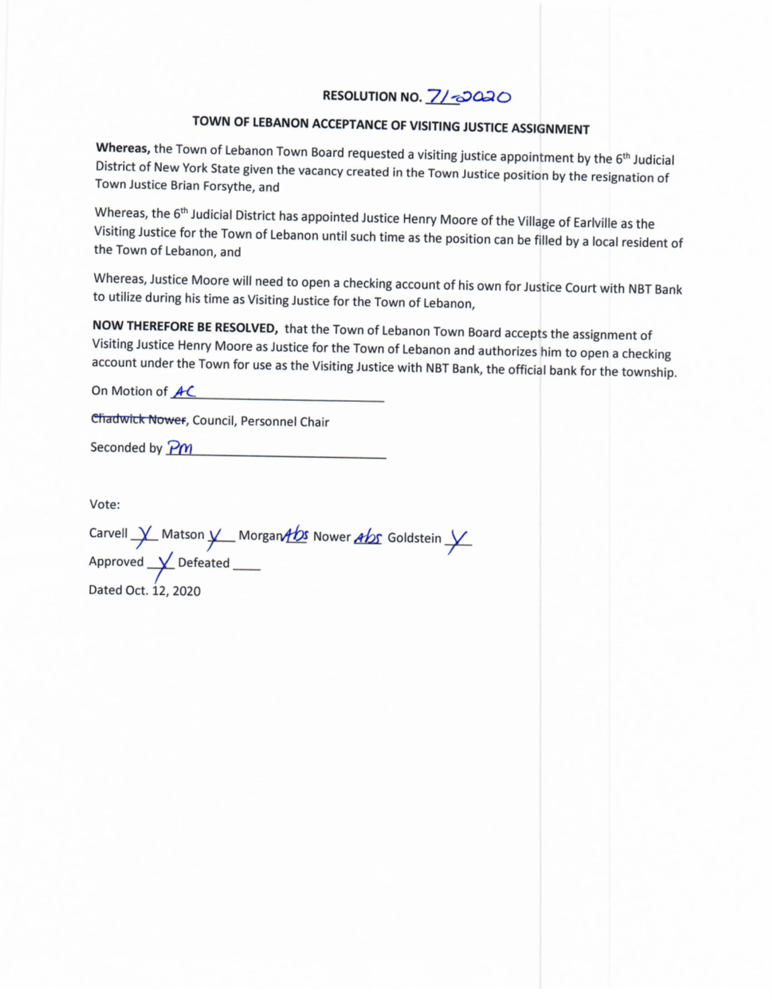 RESOLUTION NO. 71-2020
TOWN OF LEBANON ACCEPTANCE OF VISITING JUSTICE ASSIGNMENT
Whereas, the Town of Lebanon Town Board requested a visiting justice appointment by the 6th Judicial
District of New York State given the vacancy created in the Town Justice position by the resignation of
Town Justice Brian Forsythe, and
Whereas, the 6th Judicial District has appointed Justice Henry Moore of the Village of Earlville as the
Visiting Justice for the Town of Lebanon until such time as the position can be filled by a local resident of
the Town of Lebanon, and
Whereas, Justice Moore will need to open a checking account of his own for Justice Court with NBT Bank
to utilize during his time as Visiting Justice for the Town of Lebanon,
NOW THEREFORE BE RESOLVED, that the Town of Lebanon Town Board accepts the assignment of
Visiting Justice Henry Moore as Justice for the Town of Lebanon and authorizes him to open a checking
account under the Town for use as the Visiting Justice with NBT Bank, the official bank for the township.
On Motion of AC
Chadwick Nower, Council, Personnel Chair
Seconded by PM
Vote:
Carvell Y Matson Y Morgan Abs Nower Abs Goldstein Y
Approved Y Defeated ____
Dated Oct. 12, 2020